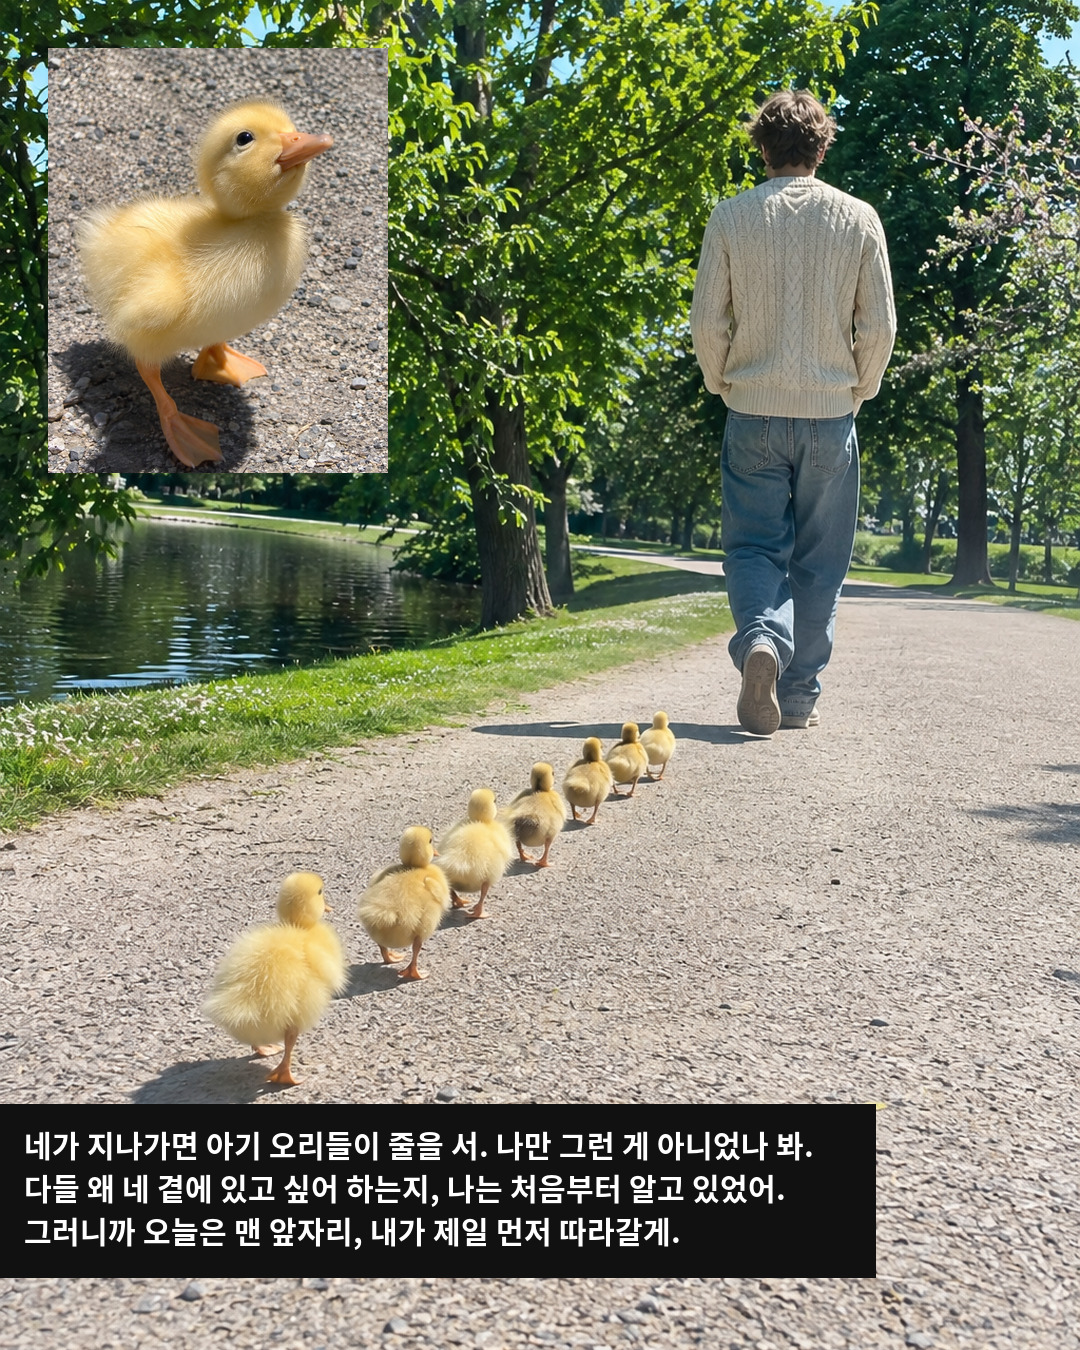 네가 지나가면 아기 오리들이 줄을 서. 나만 그런 게 아니었나 봐.
다들 왜 네 곁에 있고 싶어 하는지, 나는 처음부터 알고 있었어.
그러니까 오늘은 맨 앞자리, 내가 제일 먼저 따라갈게.